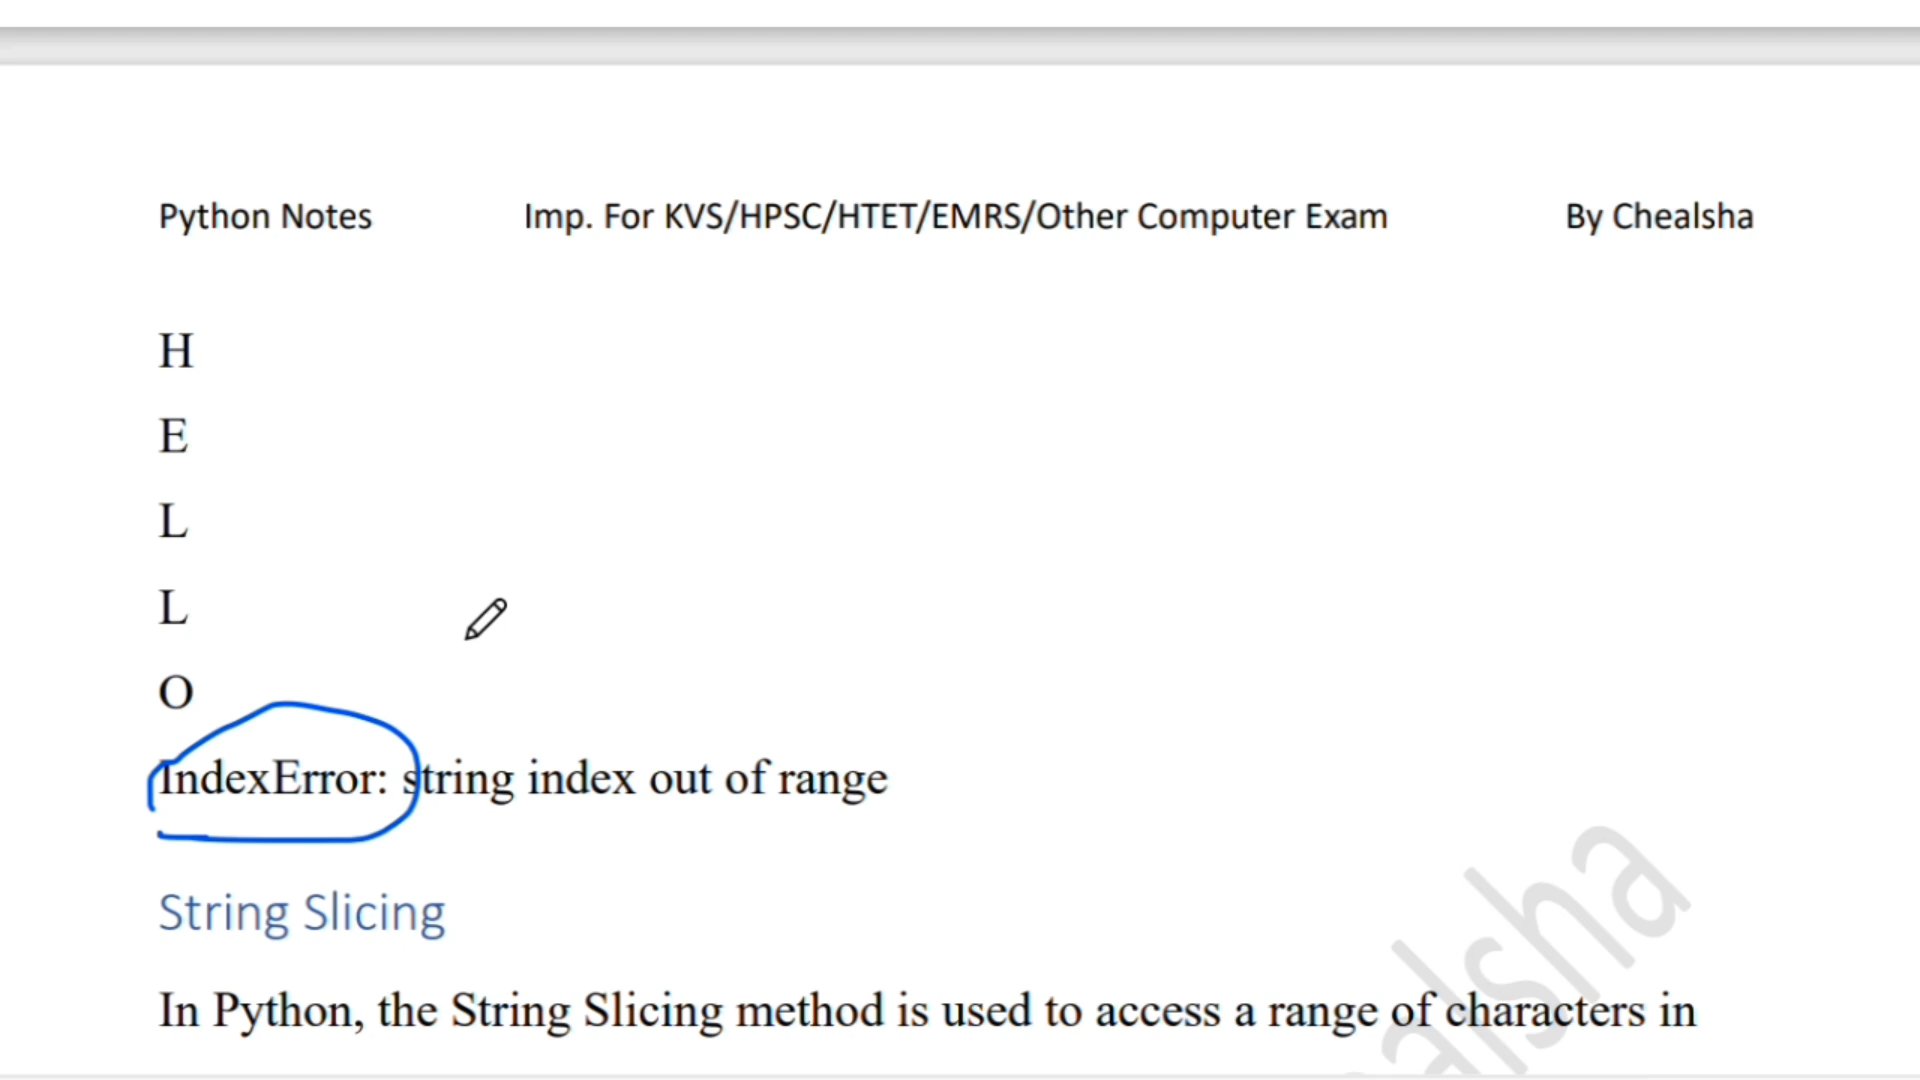 Python Notes Imp. For KVS/HPSC/HTET/EMRS/Other Computer Exam By Chealsha
H
E
L
L
O
IndexError: string index out of range
String Slicing
In Python, the String Slicing method is used to access a range of characters in
alsha